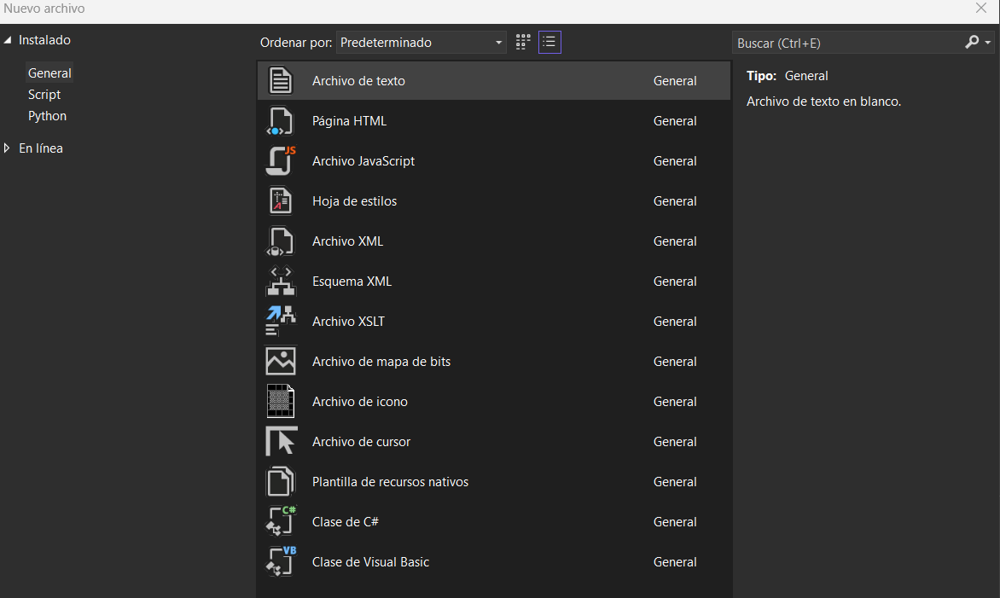 Nuevo archivo
Instalado
General
Script
Python
En línea
Ordenar por: Predeterminado
Archivo de texto General
Página HTML General
JS
Archivo JavaScript General
Hoja de estilos General
Archivo XML General
Esquema XML General
Archivo XSLT General
Archivo de mapa de bits General
Archivo de icono General
Archivo de cursor General
Plantilla de recursos nativos General
C#
Clase de C# General
VB
Clase de Visual Basic General
Buscar (Ctrl+E)
Tipo: General
Archivo de texto en blanco.